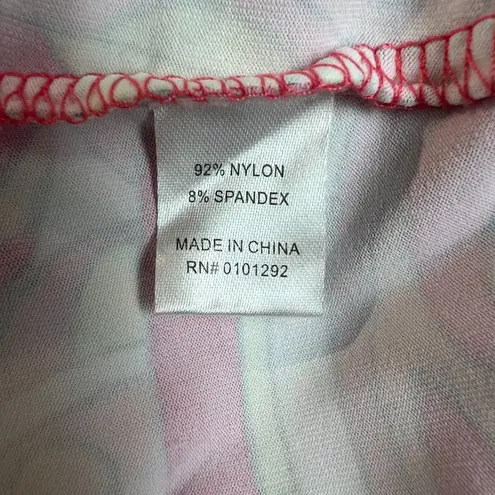 92% NYLON
8% SPANDEX
MADE IN CHINA
RN# 0101292